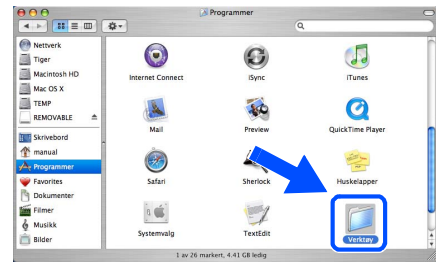 Programmer
Nettverk
Tiger
Macintosh HD
Mac OS X
TEMP
REMOVABLE
Skrivebord
manual
Programmer
Favorites
Dokumenter
Filmer
Musikk
Bilder
Internet Connect
iSync
iTunes
Mail
Preview
QuickTime Player
Safari
Sherlock
Huskelapper
Systemvalg
TextEdit
Verktøy
1 av 26 markert, 4.41 GB ledig